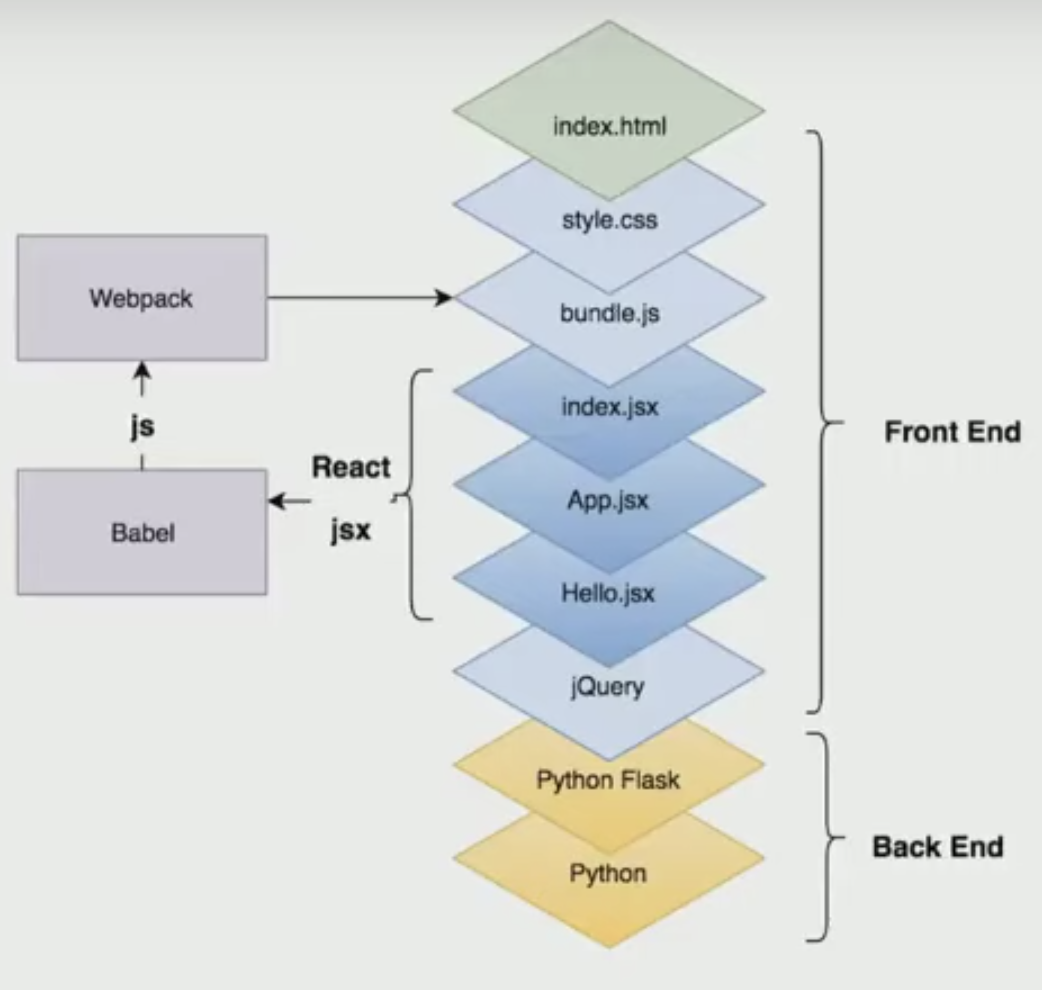 index.html
style.css
Webpack
bundle.js
index.jsx
js
Front End
React
App.jsx
jsx
Babel
Hello.jsx
jQuery
Python Flask
Back End
Python